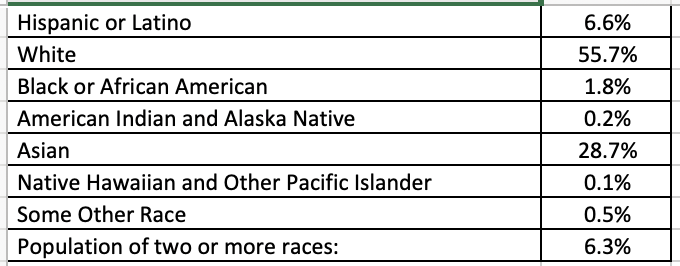 Hispanic or Latino 6.6%
White 55.7%
Black or African American 1.8%
American Indian and Alaska Native 0.2%
Asian 28.7%
Native Hawaiian and Other Pacific Islander 0.1%
Some Other Race 0.5%
Population of two or more races: 6.3%